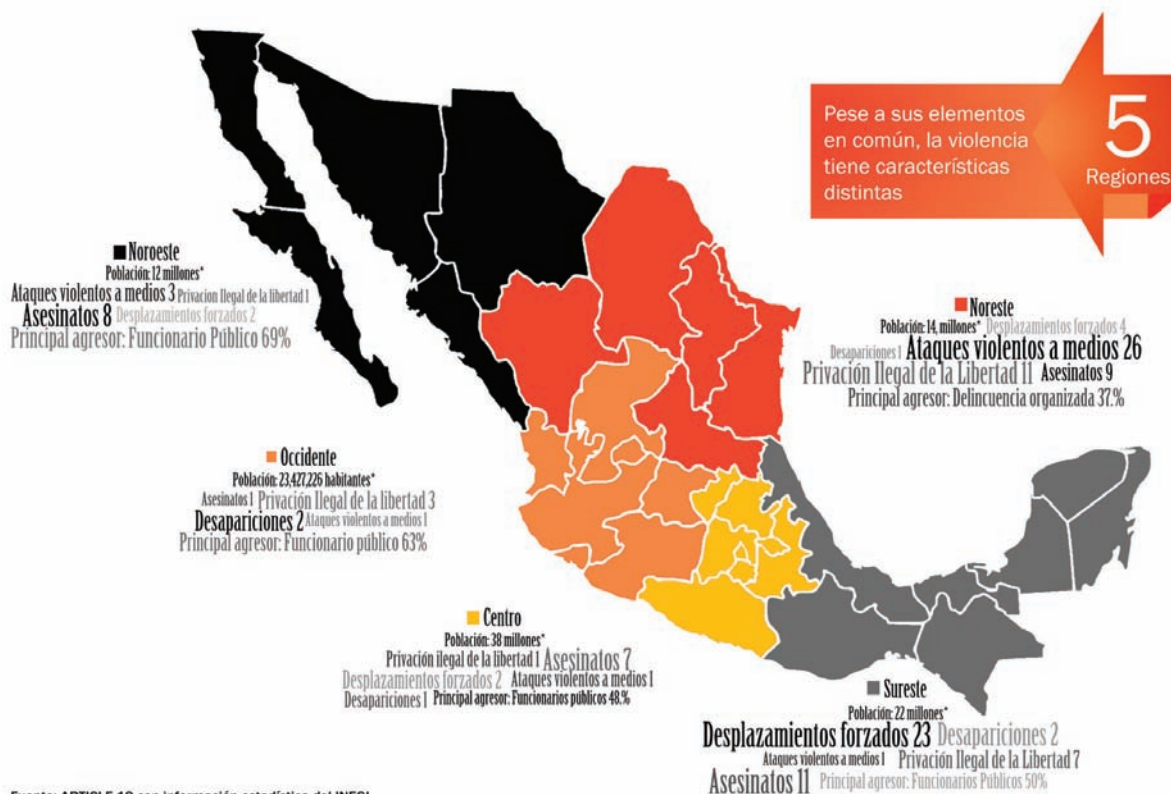 Pese a sus elementos
en común, la violencia
tiene características
distintas
5
Regiones
Noroeste
Población: 12 millones*
Ataques violentos a medios 3 Privacion Ilegal de la libertad 1
Asesinatos 8 Desplazamientos forzados 2
Principal agresor: Funcionario Público 69%
Noreste
Población: 14, millones* Desplazamientos forzados 4
Desapariciones 1 Ataques violentos a medios 26
Privación Ilegal de la Libertad 11 Asesinatos 9
Principal agresor: Delincuencia organizada 37.%
Occidente
Población: 23,427,226 habitantes*
Asesinatos 1 Privación Ilegal de la libertad 3
Desapariciones 2 Ataques violentos a medios 1
Principal agresor: Funcionario público 63%
Centro
Población: 38 millones*
Privación ilegal de la libertad 1 Asesinatos 7
Desplazamientos forzados 2 Ataques violentos a medios 1
Desapariciones 1 Principal agresor: Funcionarios públicos 48.%
Sureste
Población: 22 millones*
Desplazamientos forzados 23 Desapariciones 2
Ataques violentos a medios 1 Privación Ilegal de la Libertad 7
Asesinatos 11 Principal agresor: Funcionarios Públicos 50%